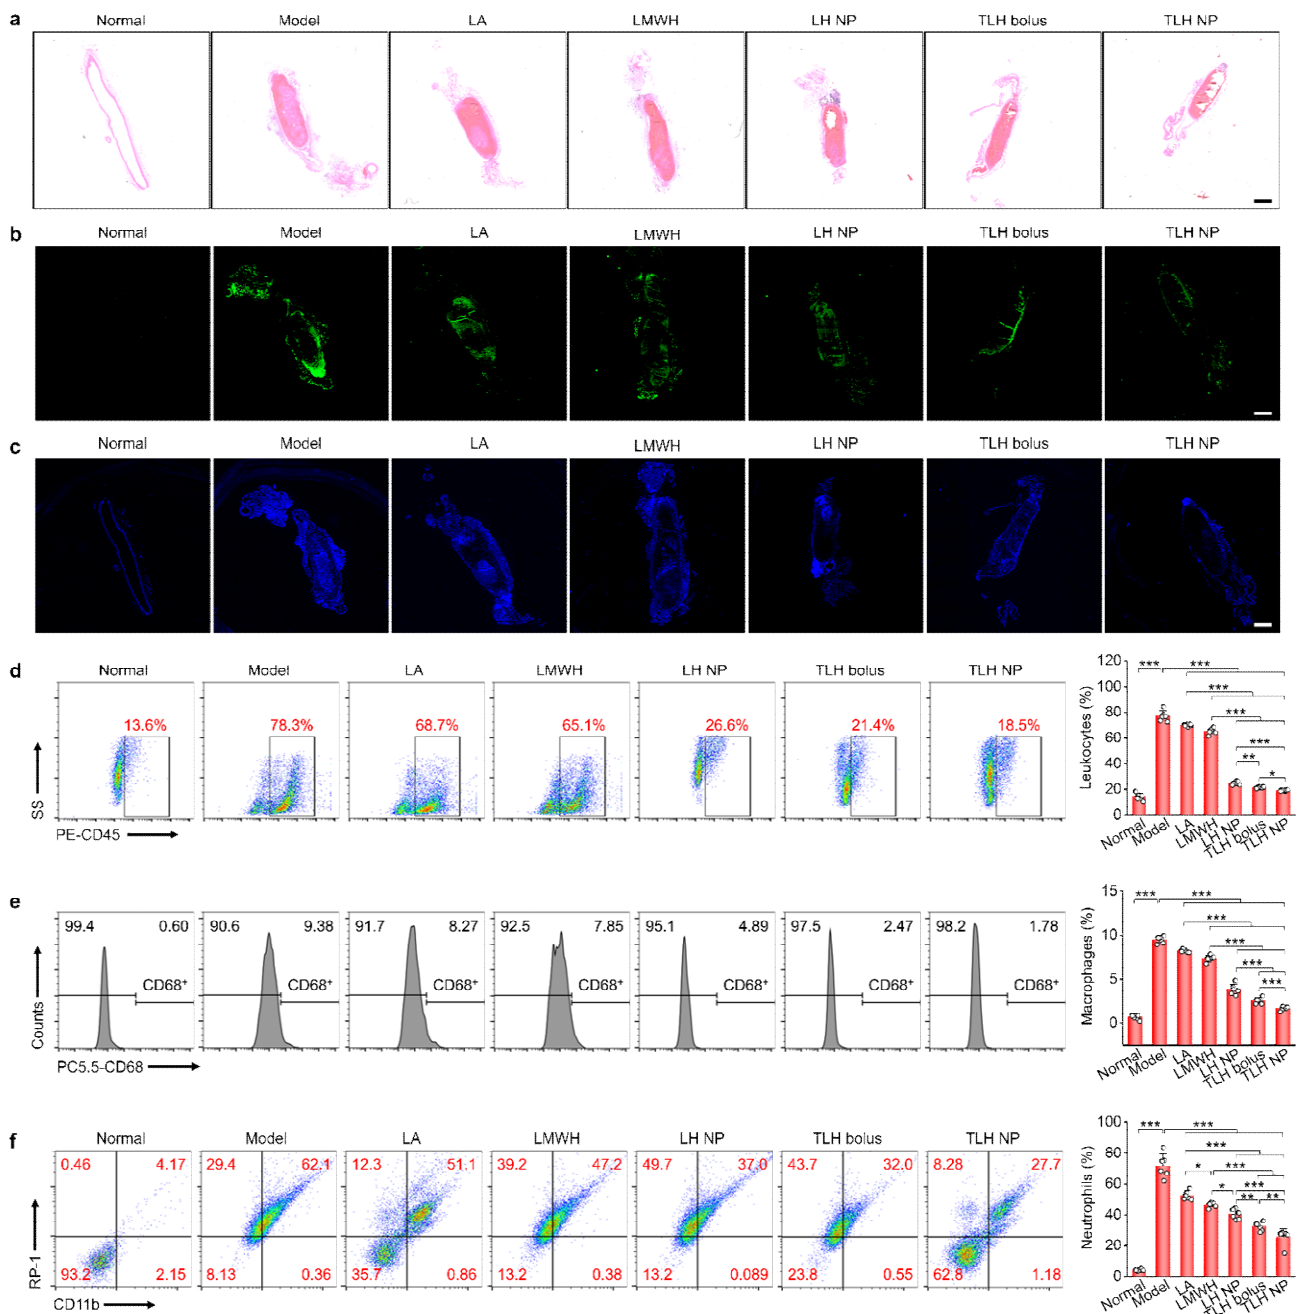 a Normal Model LA LMWH LH NP TLH bolus TLH NP
b Normal Model LA LMWH LH NP TLH bolus TLH NP
c Normal Model LA LMWH LH NP TLH bolus TLH NP
d Normal Model LA LMWH LH NP TLH bolus TLH NP
13.6% 78.3% 68.7% 65.1% 26.6% 21.4% 18.5%
SS
PE-CD45
Leukocytes (%)
120
100
80
60
40
20
0
*** *** *** *** *** ** *
Normal Model LA LMWH LH NP TLH bolus TLH NP
e
99.4 0.60 90.6 9.38 91.7 8.27 92.5 7.85 95.1 4.89 97.5 2.47 98.2 1.78
CD68+ CD68+ CD68+ CD68+ CD68+ CD68+ CD68+
Counts
PC5.5-CD68
Macrophages (%)
15
10
5
0
*** *** *** *** *** ***
Normal Model LA LMWH LH NP TLH bolus TLH NP
f Normal Model LA LMWH LH NP TLH bolus TLH NP
0.46 4.17 29.4 62.1 12.3 51.1 39.2 47.2 49.7 37.0 43.7 32.0 8.28 27.7
93.2 2.15 8.13 0.36 35.7 0.86 13.2 0.38 13.2 0.089 23.8 0.55 62.8 1.18
RP-1
CD11b
Neutrophils (%)
100
80
60
40
20
0
*** *** *** * *** * *** ** **
Normal Model LA LMWH LH NP TLH bolus TLH NP